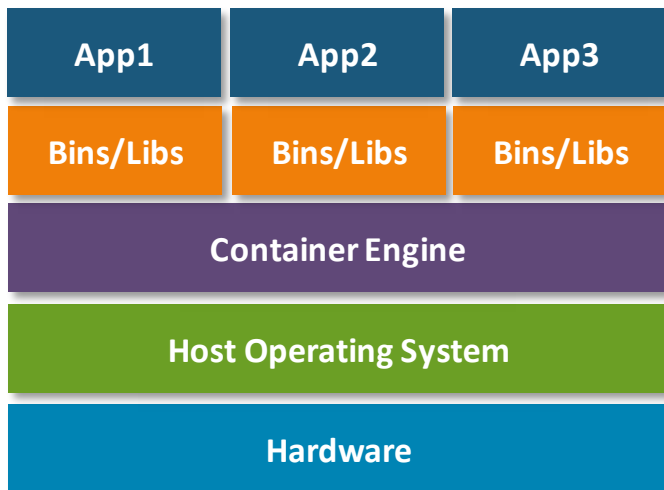 App1 App2 App3
Bins/Libs Bins/Libs Bins/Libs
Container Engine
Host Operating System
Hardware